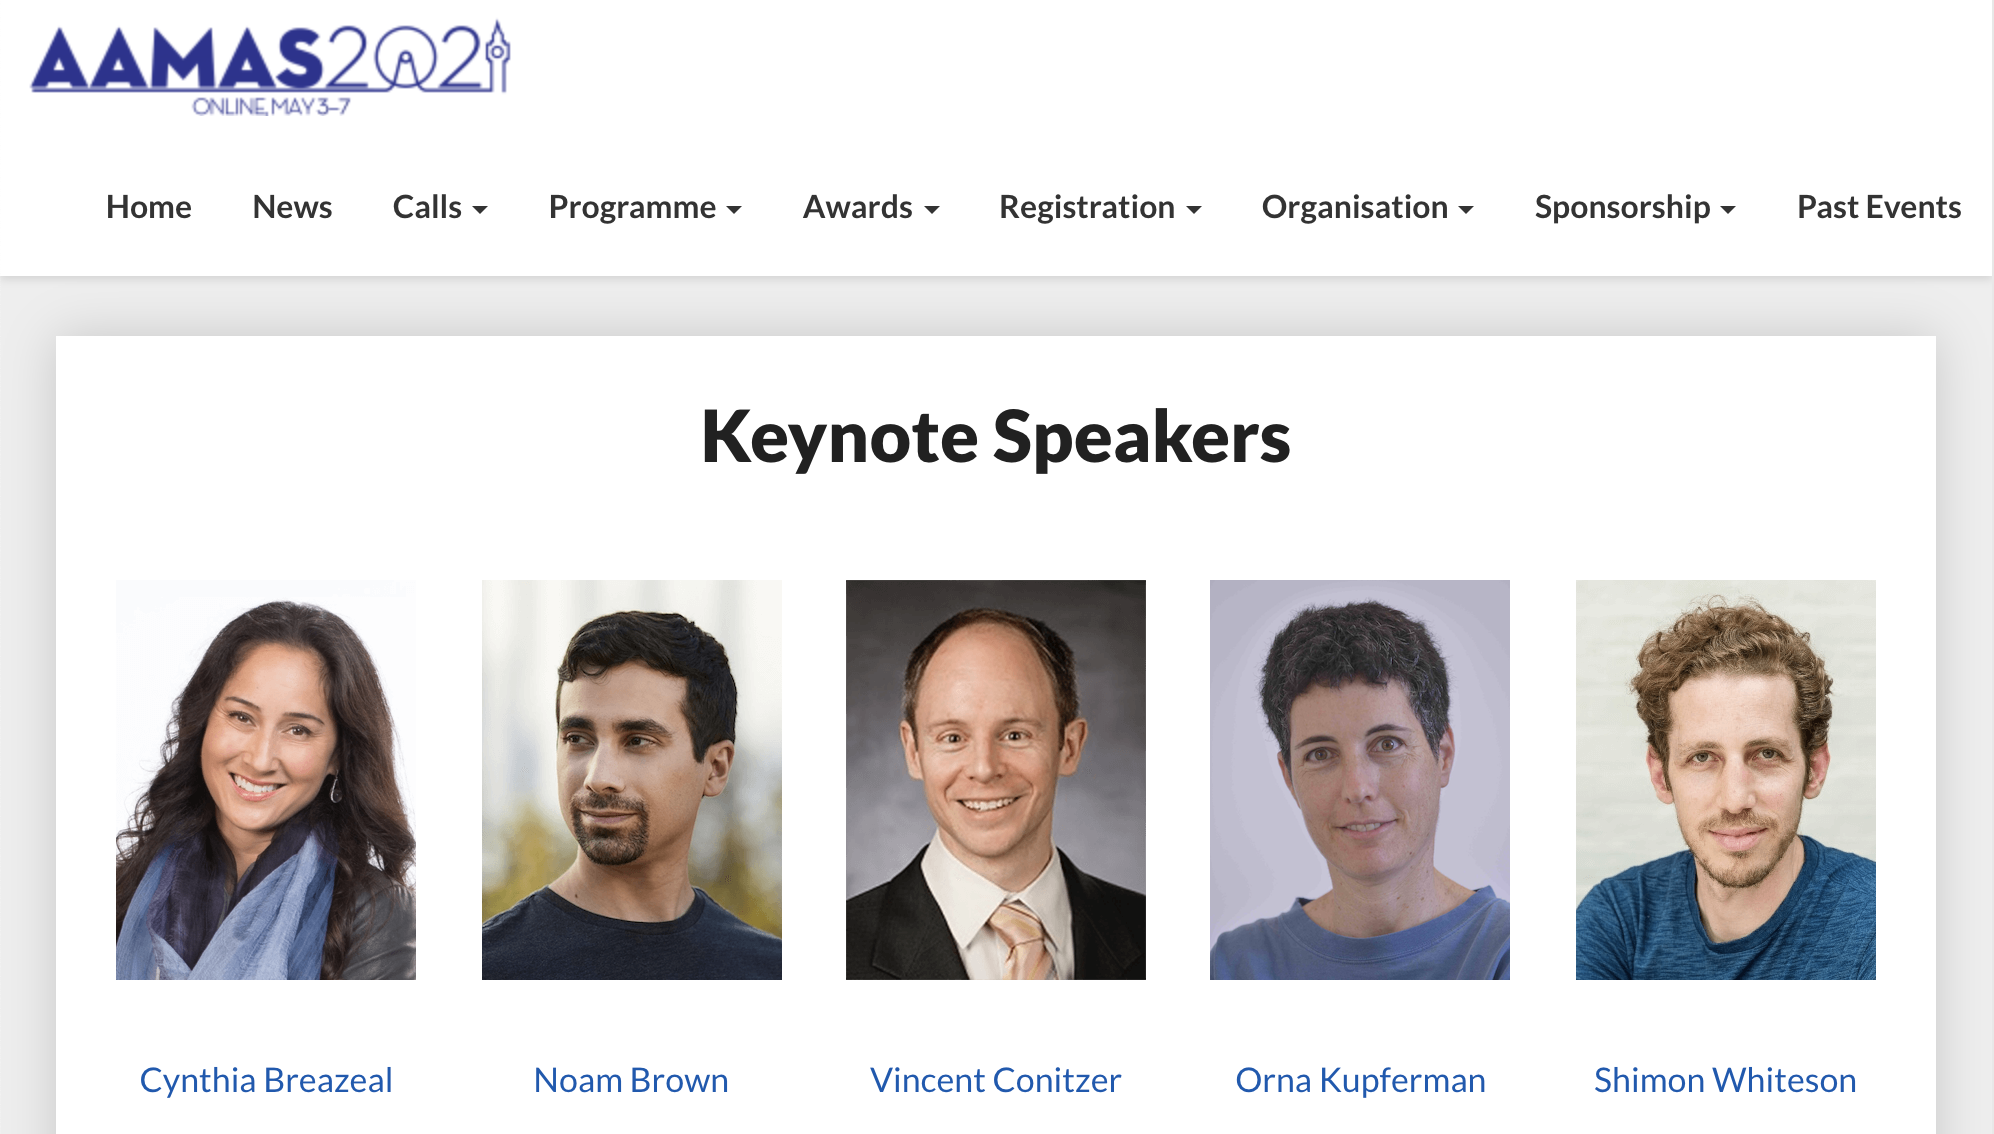 AAMAS2021
ONLINE, MAY 3–7
Home News Calls Programme Awards Registration Organisation Sponsorship Past Events
Keynote Speakers
Cynthia Breazeal Noam Brown Vincent Conitzer Orna Kupferman Shimon Whiteson